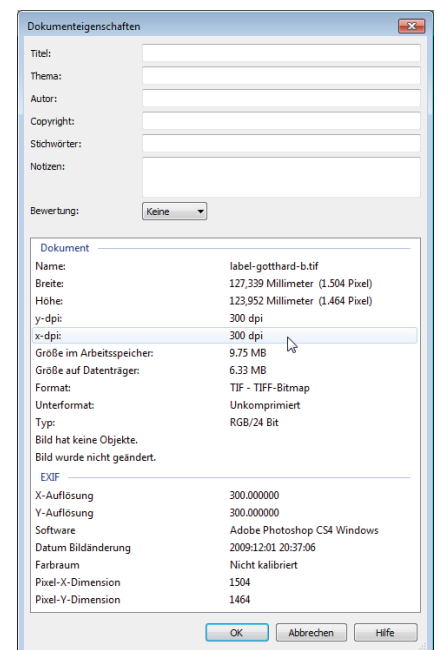 Dokumenteigenschaften
Titel:
Thema:
Autor:
Copyright:
Stichwörter:
Notizen:
Bewertung: Keine
Dokument
Name: label-gotthard-b.tif
Breite: 127,339 Millimeter (1.504 Pixel)
Höhe: 123,952 Millimeter (1.464 Pixel)
y-dpi: 300 dpi
x-dpi: 300 dpi
Größe im Arbeitsspeicher: 9.75 MB
Größe auf Datenträger: 6.33 MB
Format: TIF - TIFF-Bitmap
Unterformat: Unkomprimiert
Typ: RGB/24 Bit
Bild hat keine Objekte.
Bild wurde nicht geändert.
EXIF
X-Auflösung 300.000000
Y-Auflösung 300.000000
Software Adobe Photoshop CS4 Windows
Datum Bildänderung 2009:12:01 20:37:06
Farbraum Nicht kalibriert
Pixel-X-Dimension 1504
Pixel-Y-Dimension 1464
OK Abbrechen Hilfe